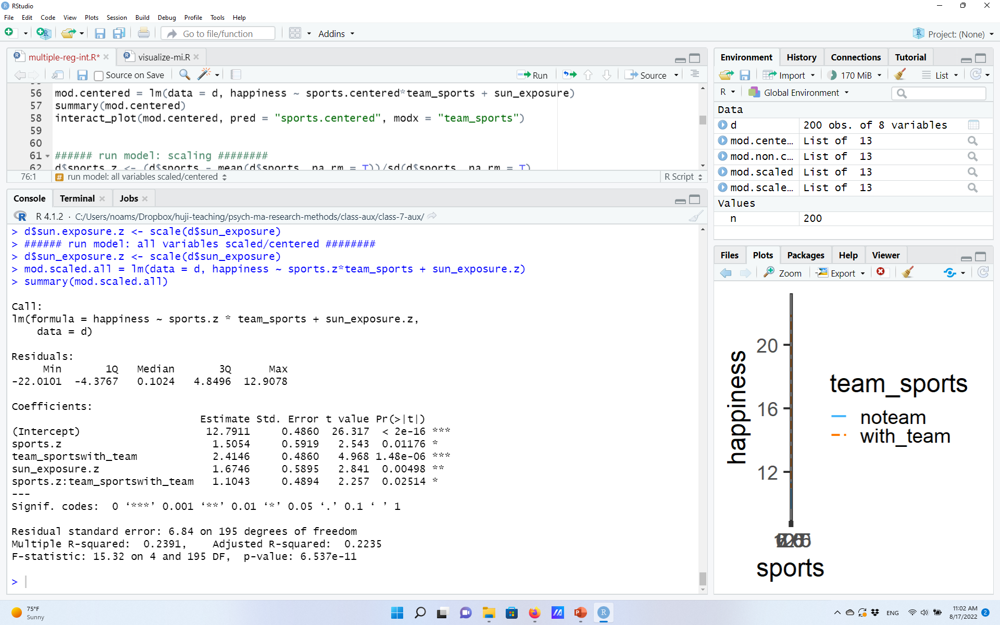 RStudio
File Edit Code View Plots Session Build Debug Profile Tools Help
Go to file/function Addins Project: (None)
multiple-reg-int.R* visualize-mi.R
Source on Save Run Source
56 mod.centered = lm(data = d, happiness ~ sports.centered*team_sports + sun_exposure)
57 summary(mod.centered)
58 interact_plot(mod.centered, pred = "sports.centered", modx = "team_sports")
59
60
61 ###### run model: scaling ########
62 d$sports.z <- (d$sports - mean(d$sports, na.rm = T))/sd(d$sports, na.rm = T)
76:1 # run model: all variables scaled/centered R Script
Console Terminal Jobs
R R 4.1.2 · C:/Users/noams/Dropbox/huji-teaching/psych-ma-research-methods/class-aux/class-7-aux/
> d$sun.exposure.z <- scale(d$sun_exposure)
> ###### run model: all variables scaled/centered ########
> d$sun_exposure.z <- scale(d$sun_exposure)
> mod.scaled.all = lm(data = d, happiness ~ sports.z*team_sports + sun_exposure.z)
> summary(mod.scaled.all)
Call:
lm(formula = happiness ~ sports.z * team_sports + sun_exposure.z,
data = d)
Residuals:
Min 1Q Median 3Q Max
-22.0101 -4.3767 0.1024 4.8496 12.9078
Coefficients:
Estimate Std. Error t value Pr(>|t|)
(Intercept) 12.7911 0.4860 26.317 < 2e-16 ***
sports.z 1.5054 0.5919 2.543 0.01176 *
team_sportswith_team 2.4146 0.4860 4.968 1.48e-06 ***
sun_exposure.z 1.6746 0.5895 2.841 0.00498 **
sports.z:team_sportswith_team 1.1043 0.4894 2.257 0.02514 *
---
Signif. codes: 0 ‘***’ 0.001 ‘**’ 0.01 ‘*’ 0.05 ‘.’ 0.1 ‘ ’ 1
Residual standard error: 6.84 on 195 degrees of freedom
Multiple R-squared: 0.2391, Adjusted R-squared: 0.2235
F-statistic: 15.32 on 4 and 195 DF, p-value: 6.537e-11
>
Environment History Connections Tutorial
Import 170 MiB List
R Global Environment
Data
d 200 obs. of 8 variables
mod.cente… List of 13
mod.non.c… List of 13
mod.scaled List of 13
mod.scale… List of 13
Values
n 200
Files Plots Packages Help Viewer
Zoom Export
happiness
20
16
12
sports
team_sports
noteam
with_team
75°F
Sunny
ENG
11:02 AM
8/17/2022
2